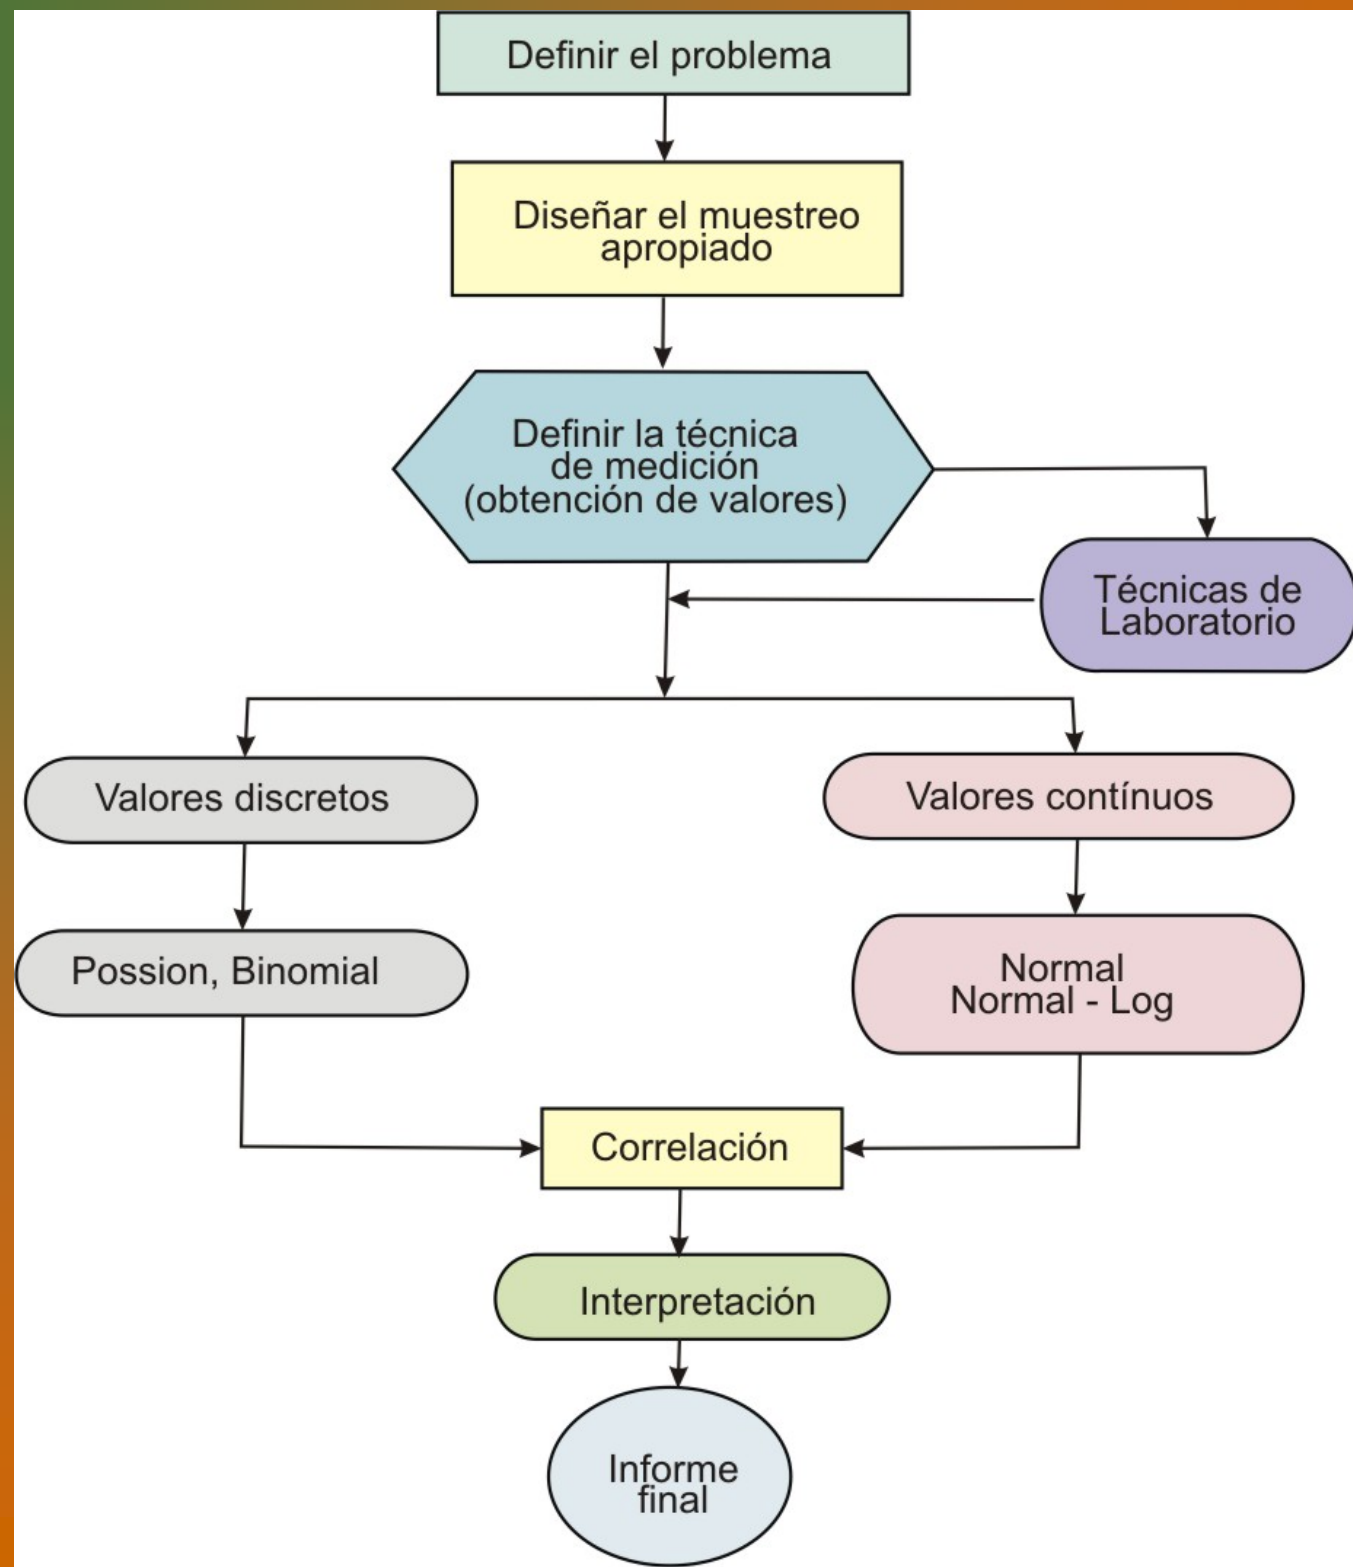 Definir el problema
Diseñar el muestreo
apropiado
Definir la técnica
de medición
(obtención de valores)
Técnicas de
Laboratorio
Valores discretos
Valores contínuos
Possion, Binomial
Normal
Normal - Log
Correlación
Interpretación
Informe
final